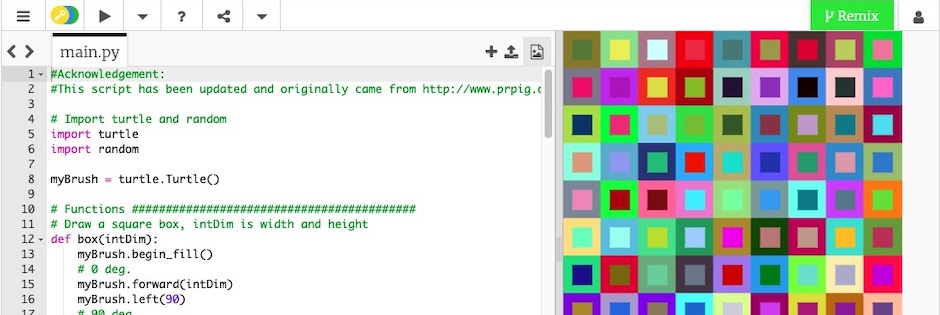 Remix
main.py
1 #Acknowledgement:
2 #This script has been updated and originally came from http://www.prpig.
3
4 # Import turtle and random
5 import turtle
6 import random
7
8 myBrush = turtle.Turtle()
9
10 # Functions ##########################################
11 # Draw a square box, intDim is width and height
12 def box(intDim):
13 myBrush.begin_fill()
14 # 0 deg.
15 myBrush.forward(intDim)
16 myBrush.left(90)
17 # 90 deg